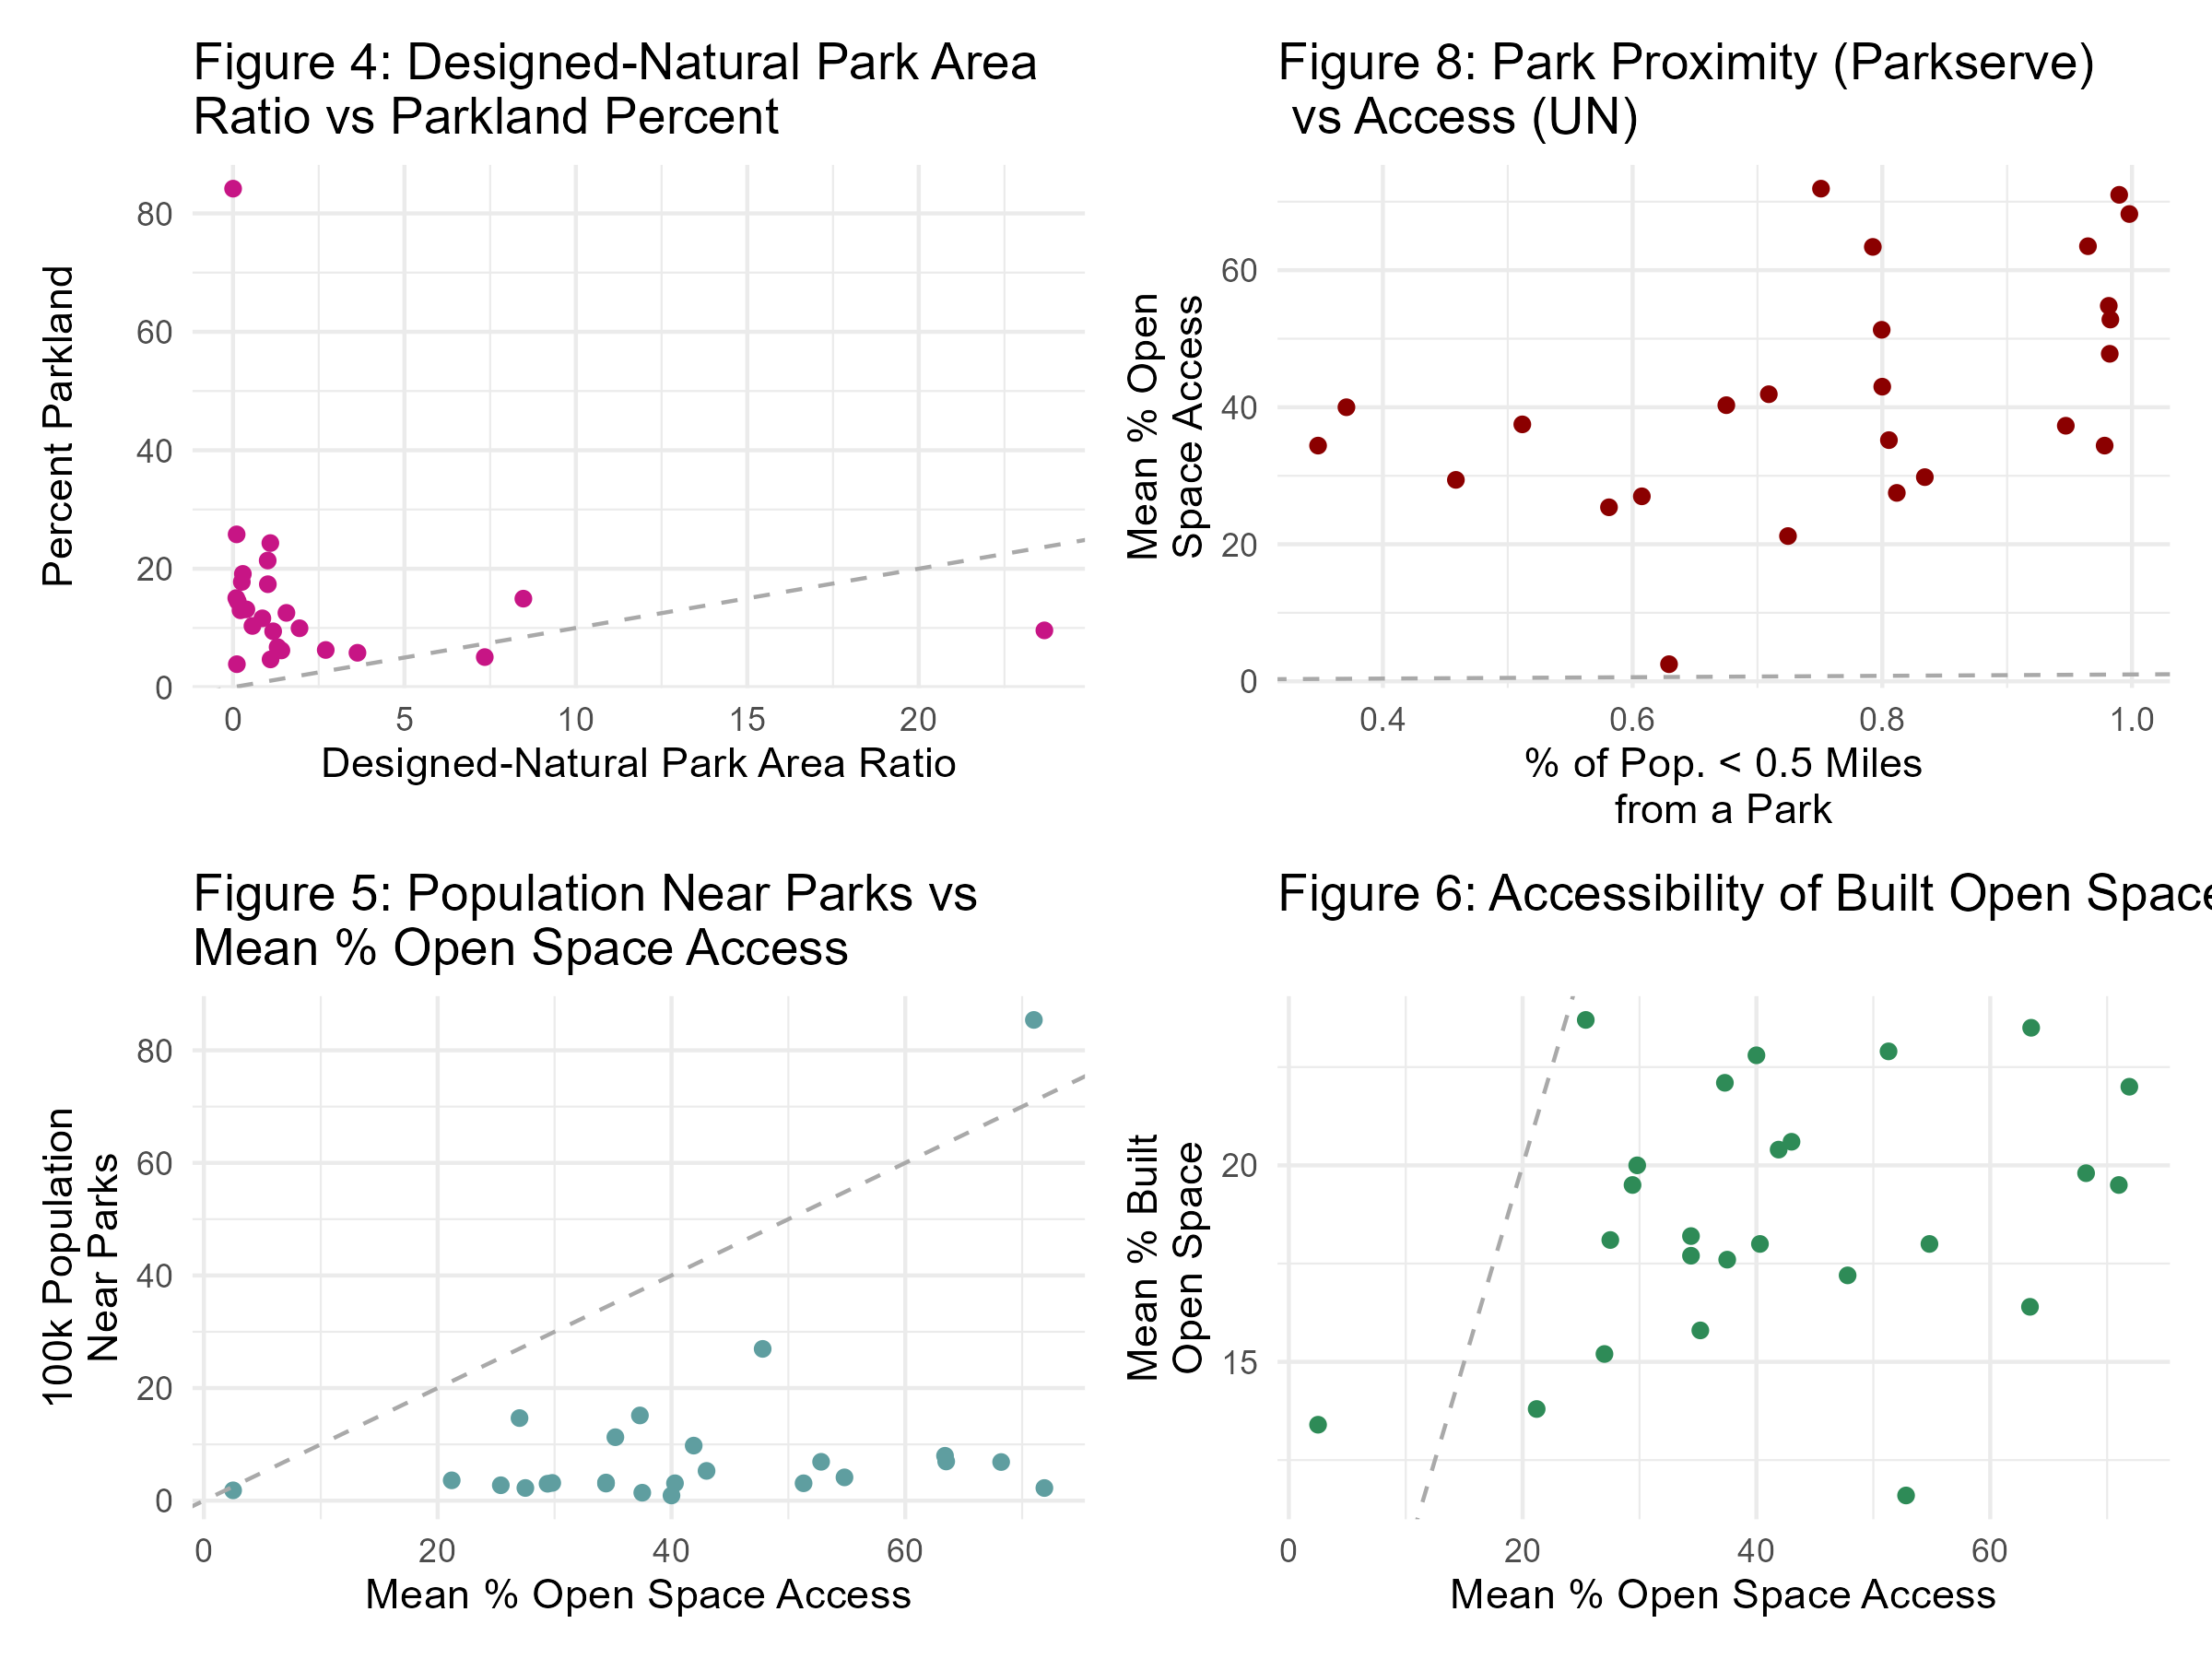 Figure 4: Designed-Natural Park Area
Ratio vs Parkland Percent
Percent Parkland
80
60
40
20
0
0 5 10 15 20
Designed-Natural Park Area Ratio
Figure 8: Park Proximity (Parkserve)
vs Access (UN)
Mean % Open
Space Access
60
40
20
0
0.4 0.6 0.8 1.0
% of Pop. < 0.5 Miles
from a Park
Figure 5: Population Near Parks vs
Mean % Open Space Access
100k Population
Near Parks
80
60
40
20
0
0 20 40 60
Mean % Open Space Access
Figure 6: Accessibility of Built Open Space
Mean % Built
Open Space
20
15
0 20 40 60
Mean % Open Space Access